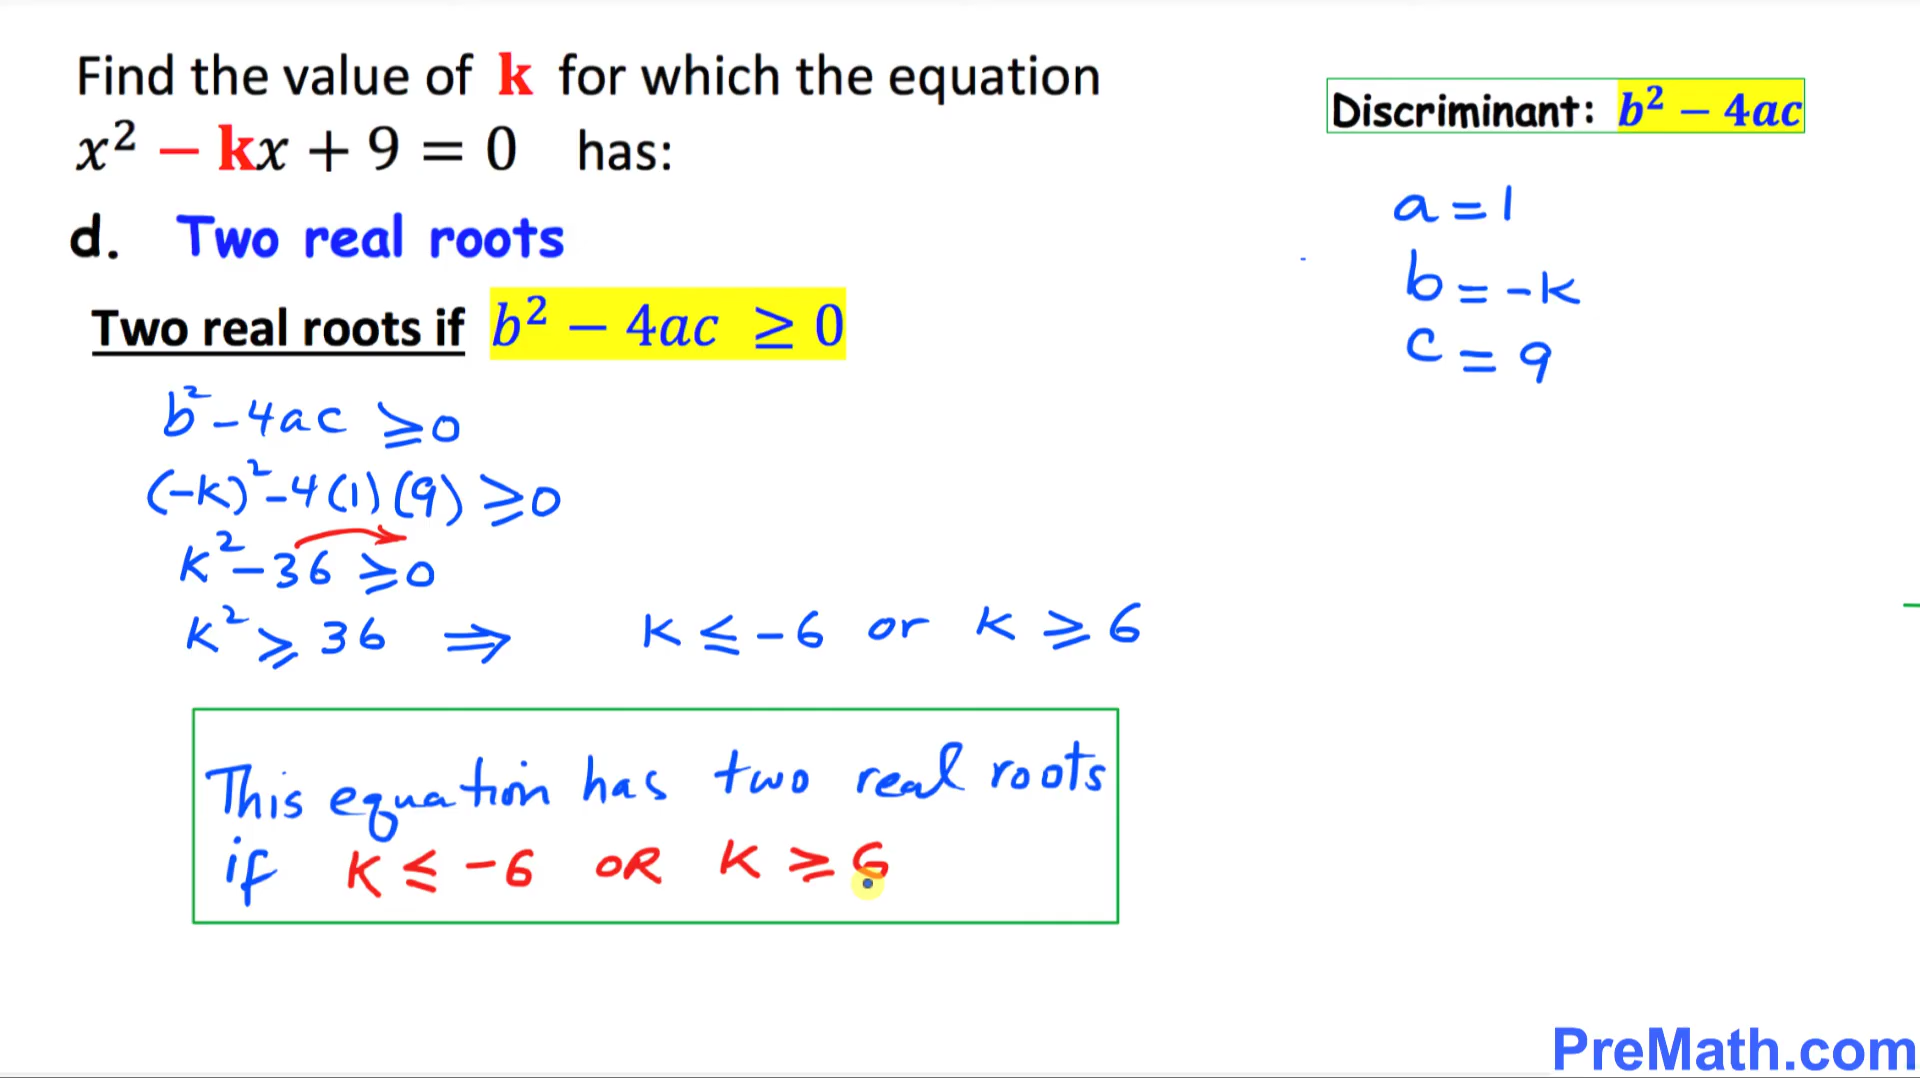 Find the value of k for which the equation
x² − kx + 9 = 0 has:
d. Two real roots
Two real roots if b² − 4ac ≥ 0
b² - 4ac ≥ 0
(-k)² - 4(1)(9) ≥ 0
k² - 36 ≥ 0
k² ≥ 36 ⇒ k ≤ -6 or k ≥ 6
This equation has two real roots
if k ≤ -6 OR k ≥ 6
Discriminant: b² − 4ac
a = 1
b = -k
c = 9
PreMath.com